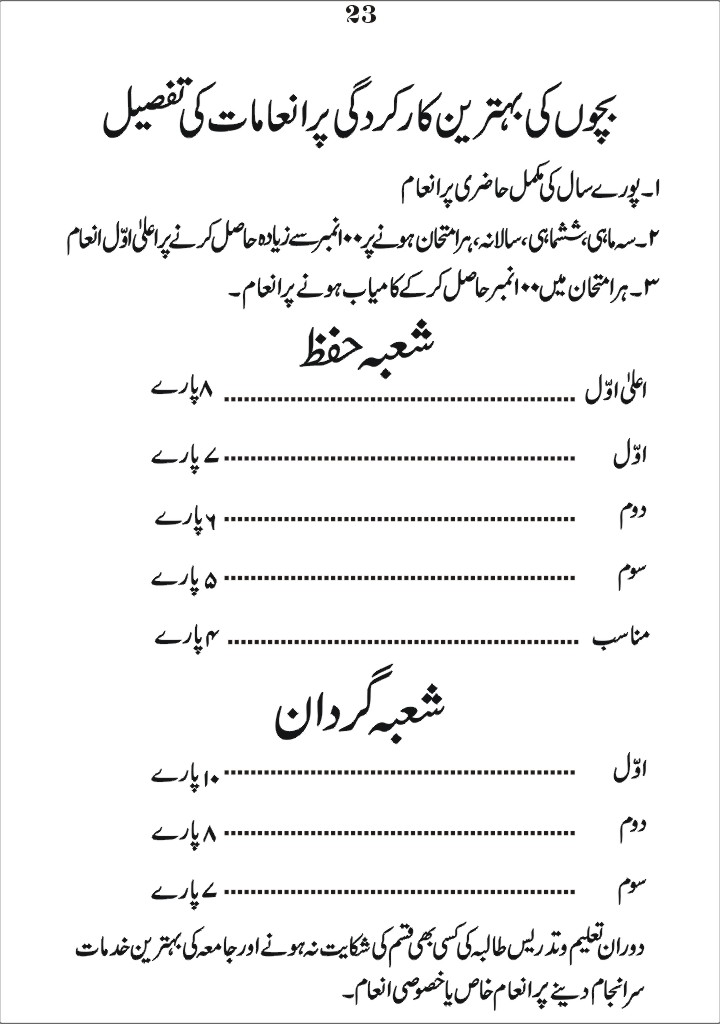 23
بچوں کی بہترین کارکردگی پر انعامات کی تفصیل
۱۔ پورے سال کی مکمل حاضری پر انعام
۲۔ سہ ماہی، ششماہی، سالانہ، ہر امتحان ہونے پر ۱۰۰ نمبر سے زیادہ حاصل کرنے پر اعلیٰ اوّل انعام
۳۔ ہر امتحان میں ۱۰۰ نمبر حاصل کر کے کامیاب ہونے پر انعام۔
شعبہ حفظ
اعلیٰ اوّل ........................................ ۸ پارے
اوّل ........................................ ۷ پارے
دوم ........................................ ۶ پارے
سوم ........................................ ۵ پارے
مناسب ........................................ ۴ پارے
شعبہ گردان
اوّل ........................................ ۱۰ پارے
دوم ........................................ ۸ پارے
سوم ........................................ ۷ پارے
دوران تعلیم و تدریس طالبہ کی کسی بھی قسم کی شکایت نہ ہونے اور جامعہ کی بہترین خدمات
سرانجام دینے پر انعام خاص یا خصوصی انعام۔